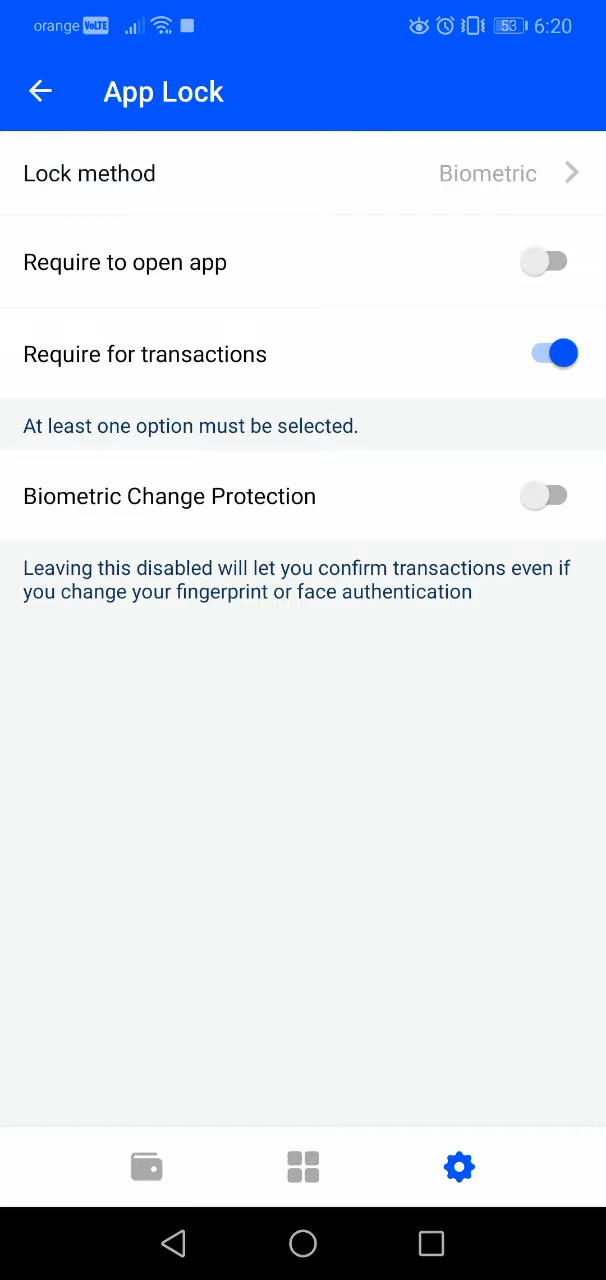 orange VoLTE 53 6:20
App Lock
Lock method Biometric
Require to open app
Require for transactions
At least one option must be selected.
Biometric Change Protection
Leaving this disabled will let you confirm transactions even if
you change your fingerprint or face authentication